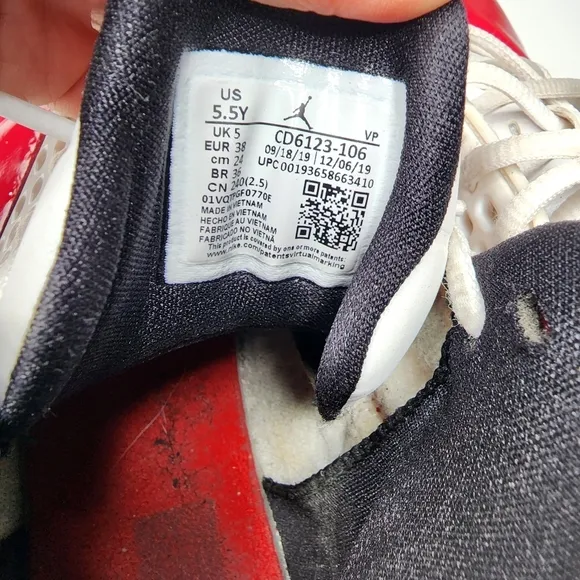 US
5.5Y
UK 5
EUR 38
cm 24
BR 36
CN 240(2.5)
VP
CD6123-106
09/18/19 12/06/19
UPC 00193658663410
MADE IN VIETNAM
HECHO EN VIETNAM
FABRIQUE AU VIETNAM
FABRICADO NO VIETNÃ
This product is covered by one or more patents:
www.nike.com/patentsvirtualmarking